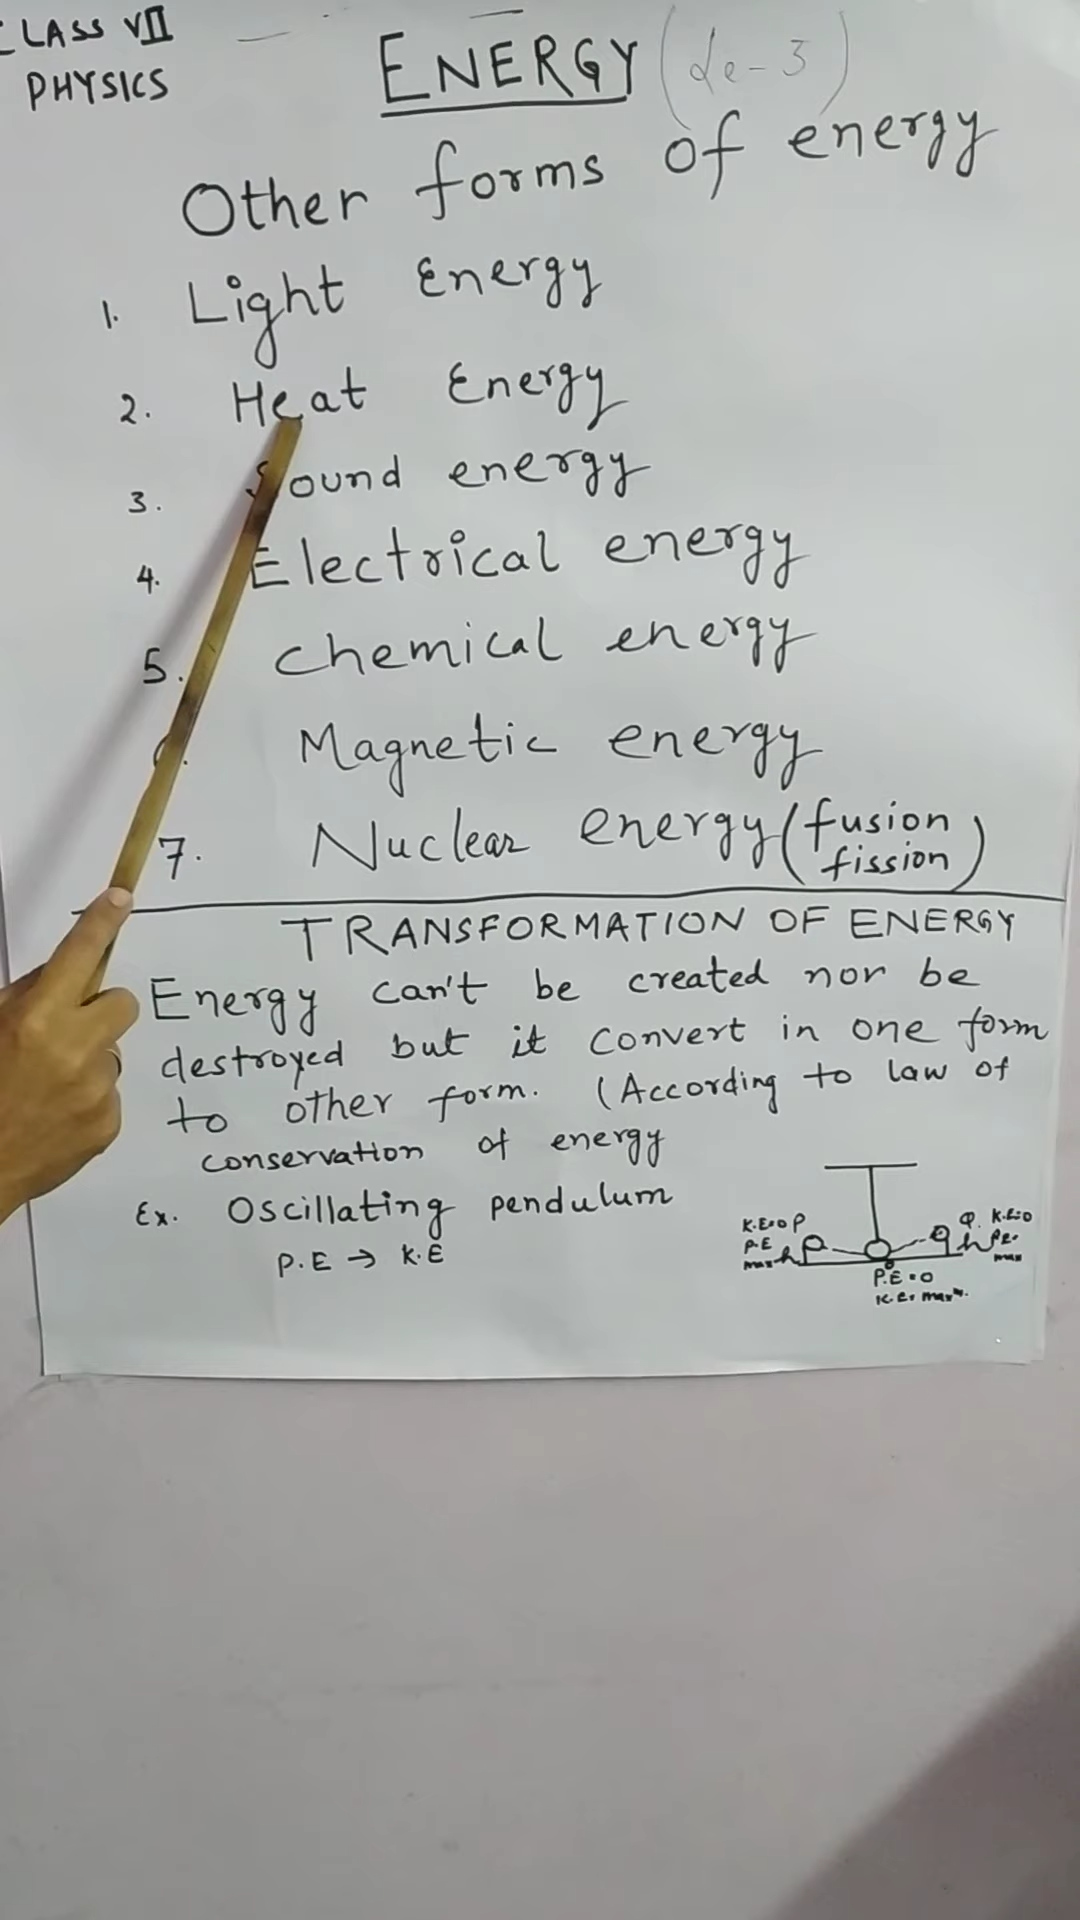 CLASS VII
PHYSICS
ENERGY (Le-3)
Other forms of energy
1. Light Energy
2. Heat Energy
3. Sound energy
4. Electrical energy
5. Chemical energy
Magnetic energy
7. Nuclear energy (fusion
fission)
TRANSFORMATION OF ENERGY
Energy can't be created nor be
destroyed but it convert in one form
to other form. (According to law of
conservation of energy
Ex. Oscillating pendulum
P.E → K.E
K.E=0 P
P.E
max h
Q. K.E=0
h P.E.
max
P.E=0
K.E. max.